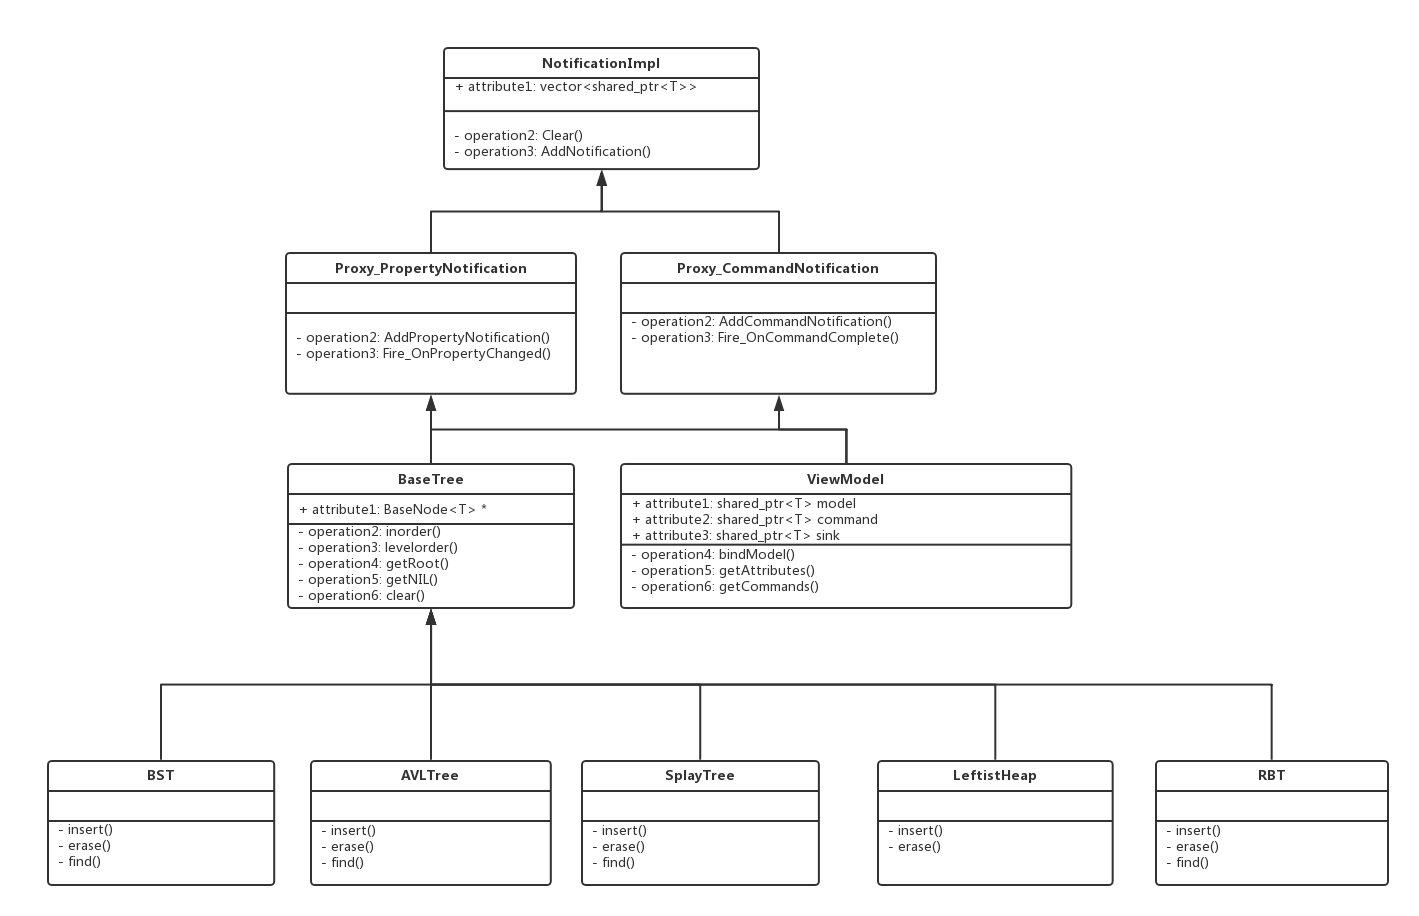 NotificationImpl
+ attribute1: vector<shared_ptr<T>>
- operation2: Clear()
- operation3: AddNotification()
Proxy_PropertyNotification
- operation2: AddPropertyNotification()
- operation3: Fire_OnPropertyChanged()
Proxy_CommandNotification
- operation2: AddCommandNotification()
- operation3: Fire_OnCommandComplete()
BaseTree
+ attribute1: BaseNode<T> *
- operation2: inorder()
- operation3: levelorder()
- operation4: getRoot()
- operation5: getNIL()
- operation6: clear()
ViewModel
+ attribute1: shared_ptr<T> model
+ attribute2: shared_ptr<T> command
+ attribute3: shared_ptr<T> sink
- operation4: bindModel()
- operation5: getAttributes()
- operation6: getCommands()
BST
- insert()
- erase()
- find()
AVLTree
- insert()
- erase()
- find()
SplayTree
- insert()
- erase()
- find()
LeftistHeap
- insert()
- erase()
RBT
- insert()
- erase()
- find()